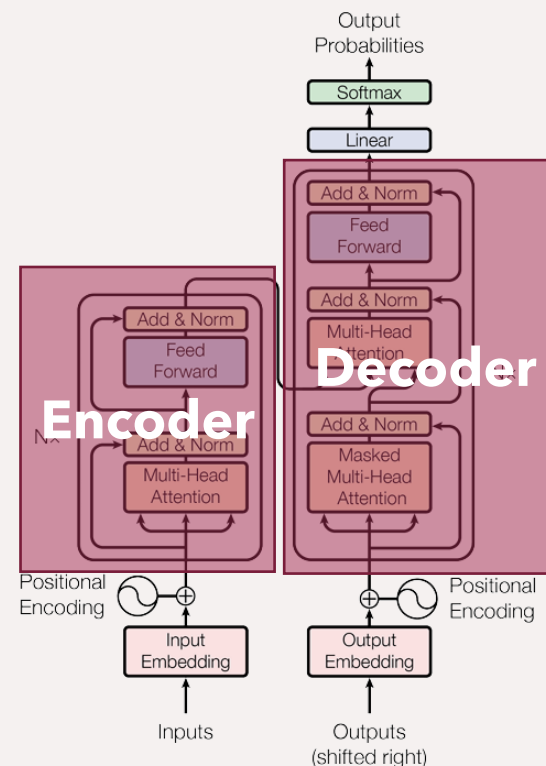 Output
Probabilities
Softmax
Linear
Add & Norm
Feed
Forward
Add & Norm
Multi-Head
Attention
Decoder
N×
Add & Norm
Masked
Multi-Head
Attention
Add & Norm
Feed
Forward
Encoder
N×
Add & Norm
Multi-Head
Attention
Positional
Encoding
Positional
Encoding
Input
Embedding
Output
Embedding
Inputs
Outputs
(shifted right)